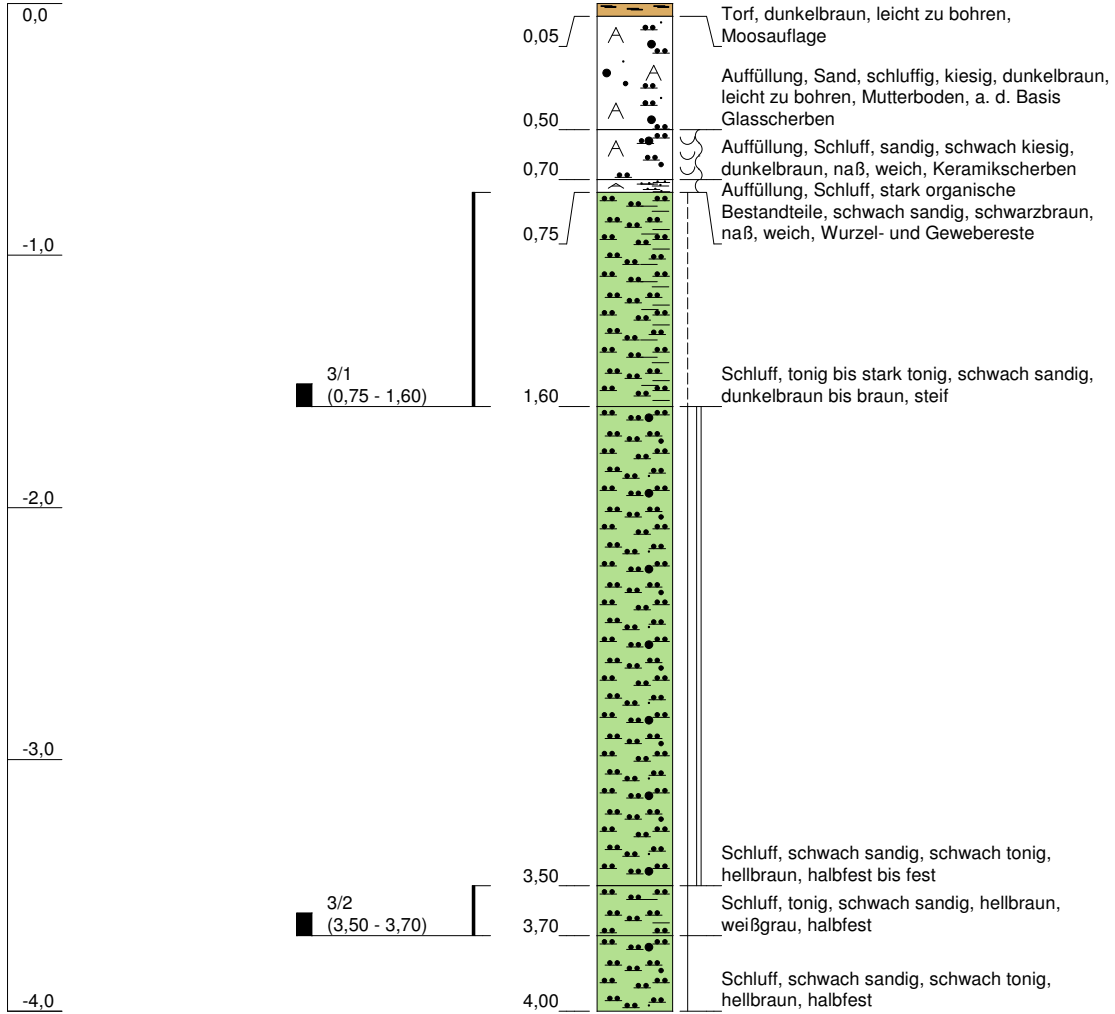 0,0
Torf, dunkelbraun, leicht zu bohren,
Moosauflage
0,05
Auffüllung, Sand, schluffig, kiesig, dunkelbraun,
leicht zu bohren, Mutterboden, a. d. Basis
Glasscherben
0,50
Auffüllung, Schluff, sandig, schwach kiesig,
dunkelbraun, naß, weich, Keramikscherben
0,70
Auffüllung, Schluff, stark organische
Bestandteile, schwach sandig, schwarzbraun,
naß, weich, Wurzel- und Gewebereste
0,75
-1,0
3/1
(0,75 - 1,60)
1,60
Schluff, tonig bis stark tonig, schwach sandig,
dunkelbraun bis braun, steif
-2,0
-3,0
Schluff, schwach sandig, schwach tonig,
hellbraun, halbfest bis fest
3,50
3/2
(3,50 - 3,70)
3,70
Schluff, tonig, schwach sandig, hellbraun,
weißgrau, halbfest
Schluff, schwach sandig, schwach tonig,
hellbraun, halbfest
-4,0
4,00